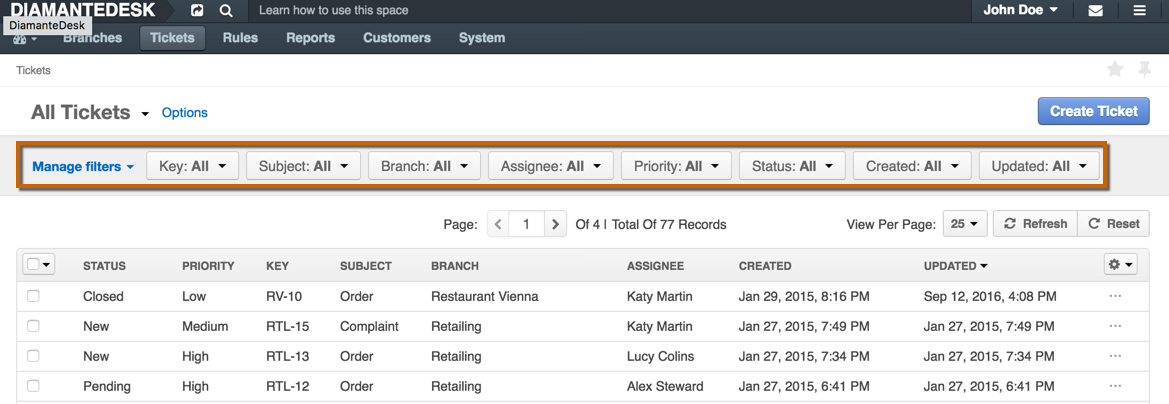 DIAMANTEDESK Learn how to use this space John Doe
DiamanteDesk
Branches Tickets Rules Reports Customers System
Tickets
All Tickets Options Create Ticket
Manage filters Key: All Subject: All Branch: All Assignee: All Priority: All Status: All Created: All Updated: All
Page: 1 Of 4 | Total Of 77 Records View Per Page: 25 Refresh Reset
STATUS PRIORITY KEY SUBJECT BRANCH ASSIGNEE CREATED UPDATED
Closed Low RV-10 Order Restaurant Vienna Katy Martin Jan 29, 2015, 8:16 PM Sep 12, 2016, 4:08 PM ...
New Medium RTL-15 Complaint Retailing Katy Martin Jan 27, 2015, 7:49 PM Jan 27, 2015, 7:49 PM ...
New High RTL-13 Order Retailing Lucy Colins Jan 27, 2015, 7:34 PM Jan 27, 2015, 7:34 PM ...
Pending High RTL-12 Order Retailing Alex Steward Jan 27, 2015, 6:41 PM Jan 27, 2015, 6:41 PM ...